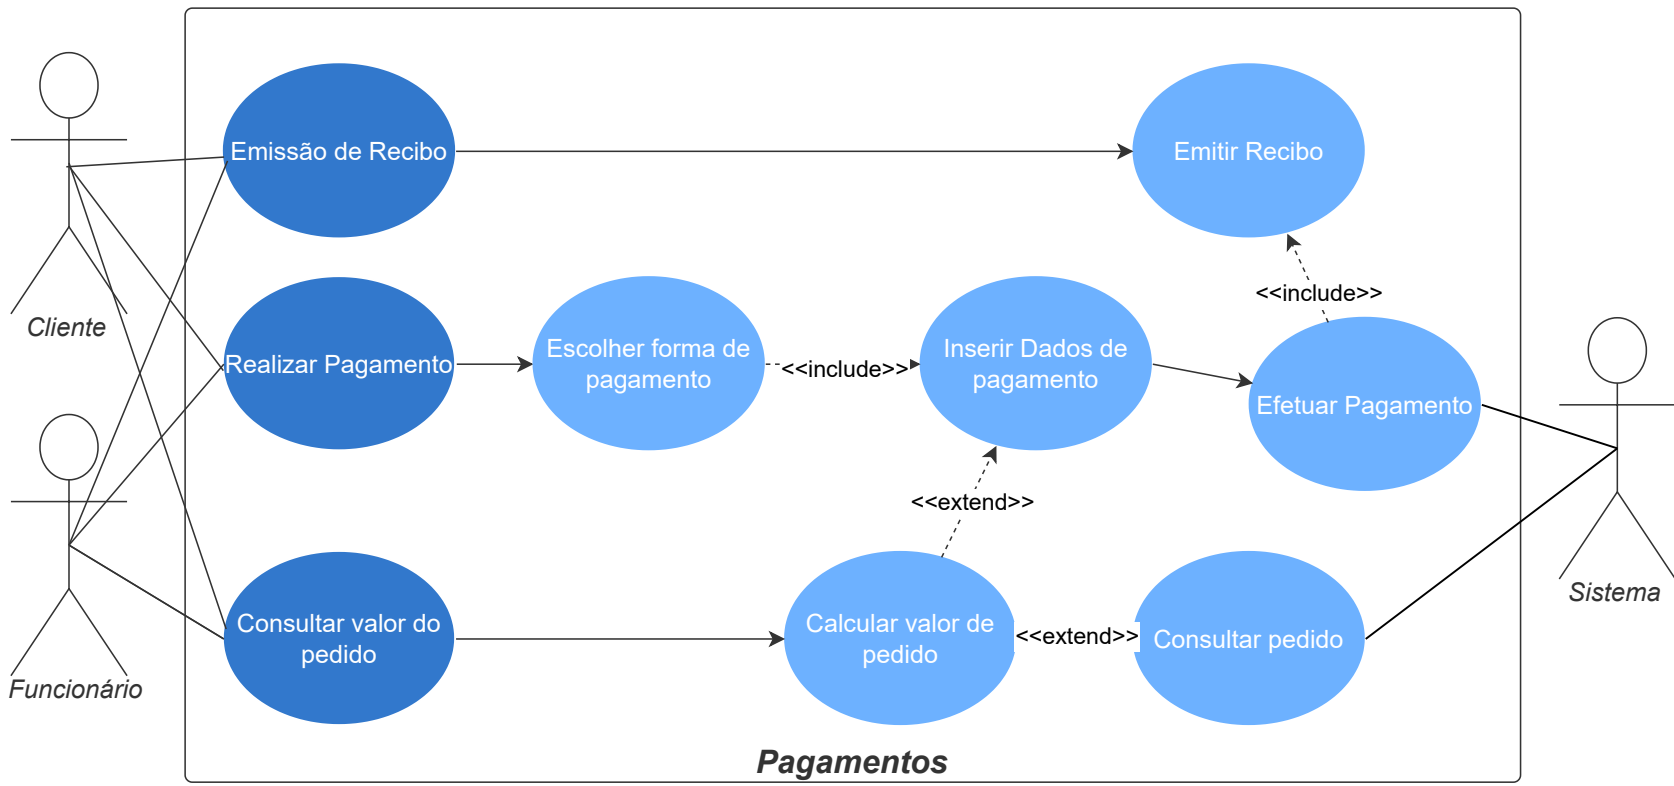 Emissão de Recibo
Emitir Recibo
<<include>>
Cliente
Realizar Pagamento
Escolher forma de
pagamento
<<include>>
Inserir Dados de
pagamento
Efetuar Pagamento
<<extend>>
Sistema
Funcionário
Consultar valor do
pedido
Calcular valor de
pedido
<<extend>>
Consultar pedido
Pagamentos